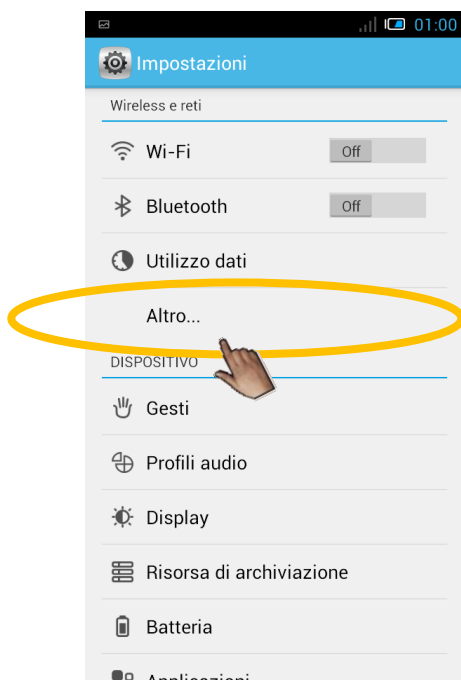 01:00
Impostazioni
Wireless e reti
Wi-Fi
Off
Bluetooth
Off
Utilizzo dati
Altro...
DISPOSITIVO
Gesti
Profili audio
Display
Risorsa di archiviazione
Batteria
Applicazioni